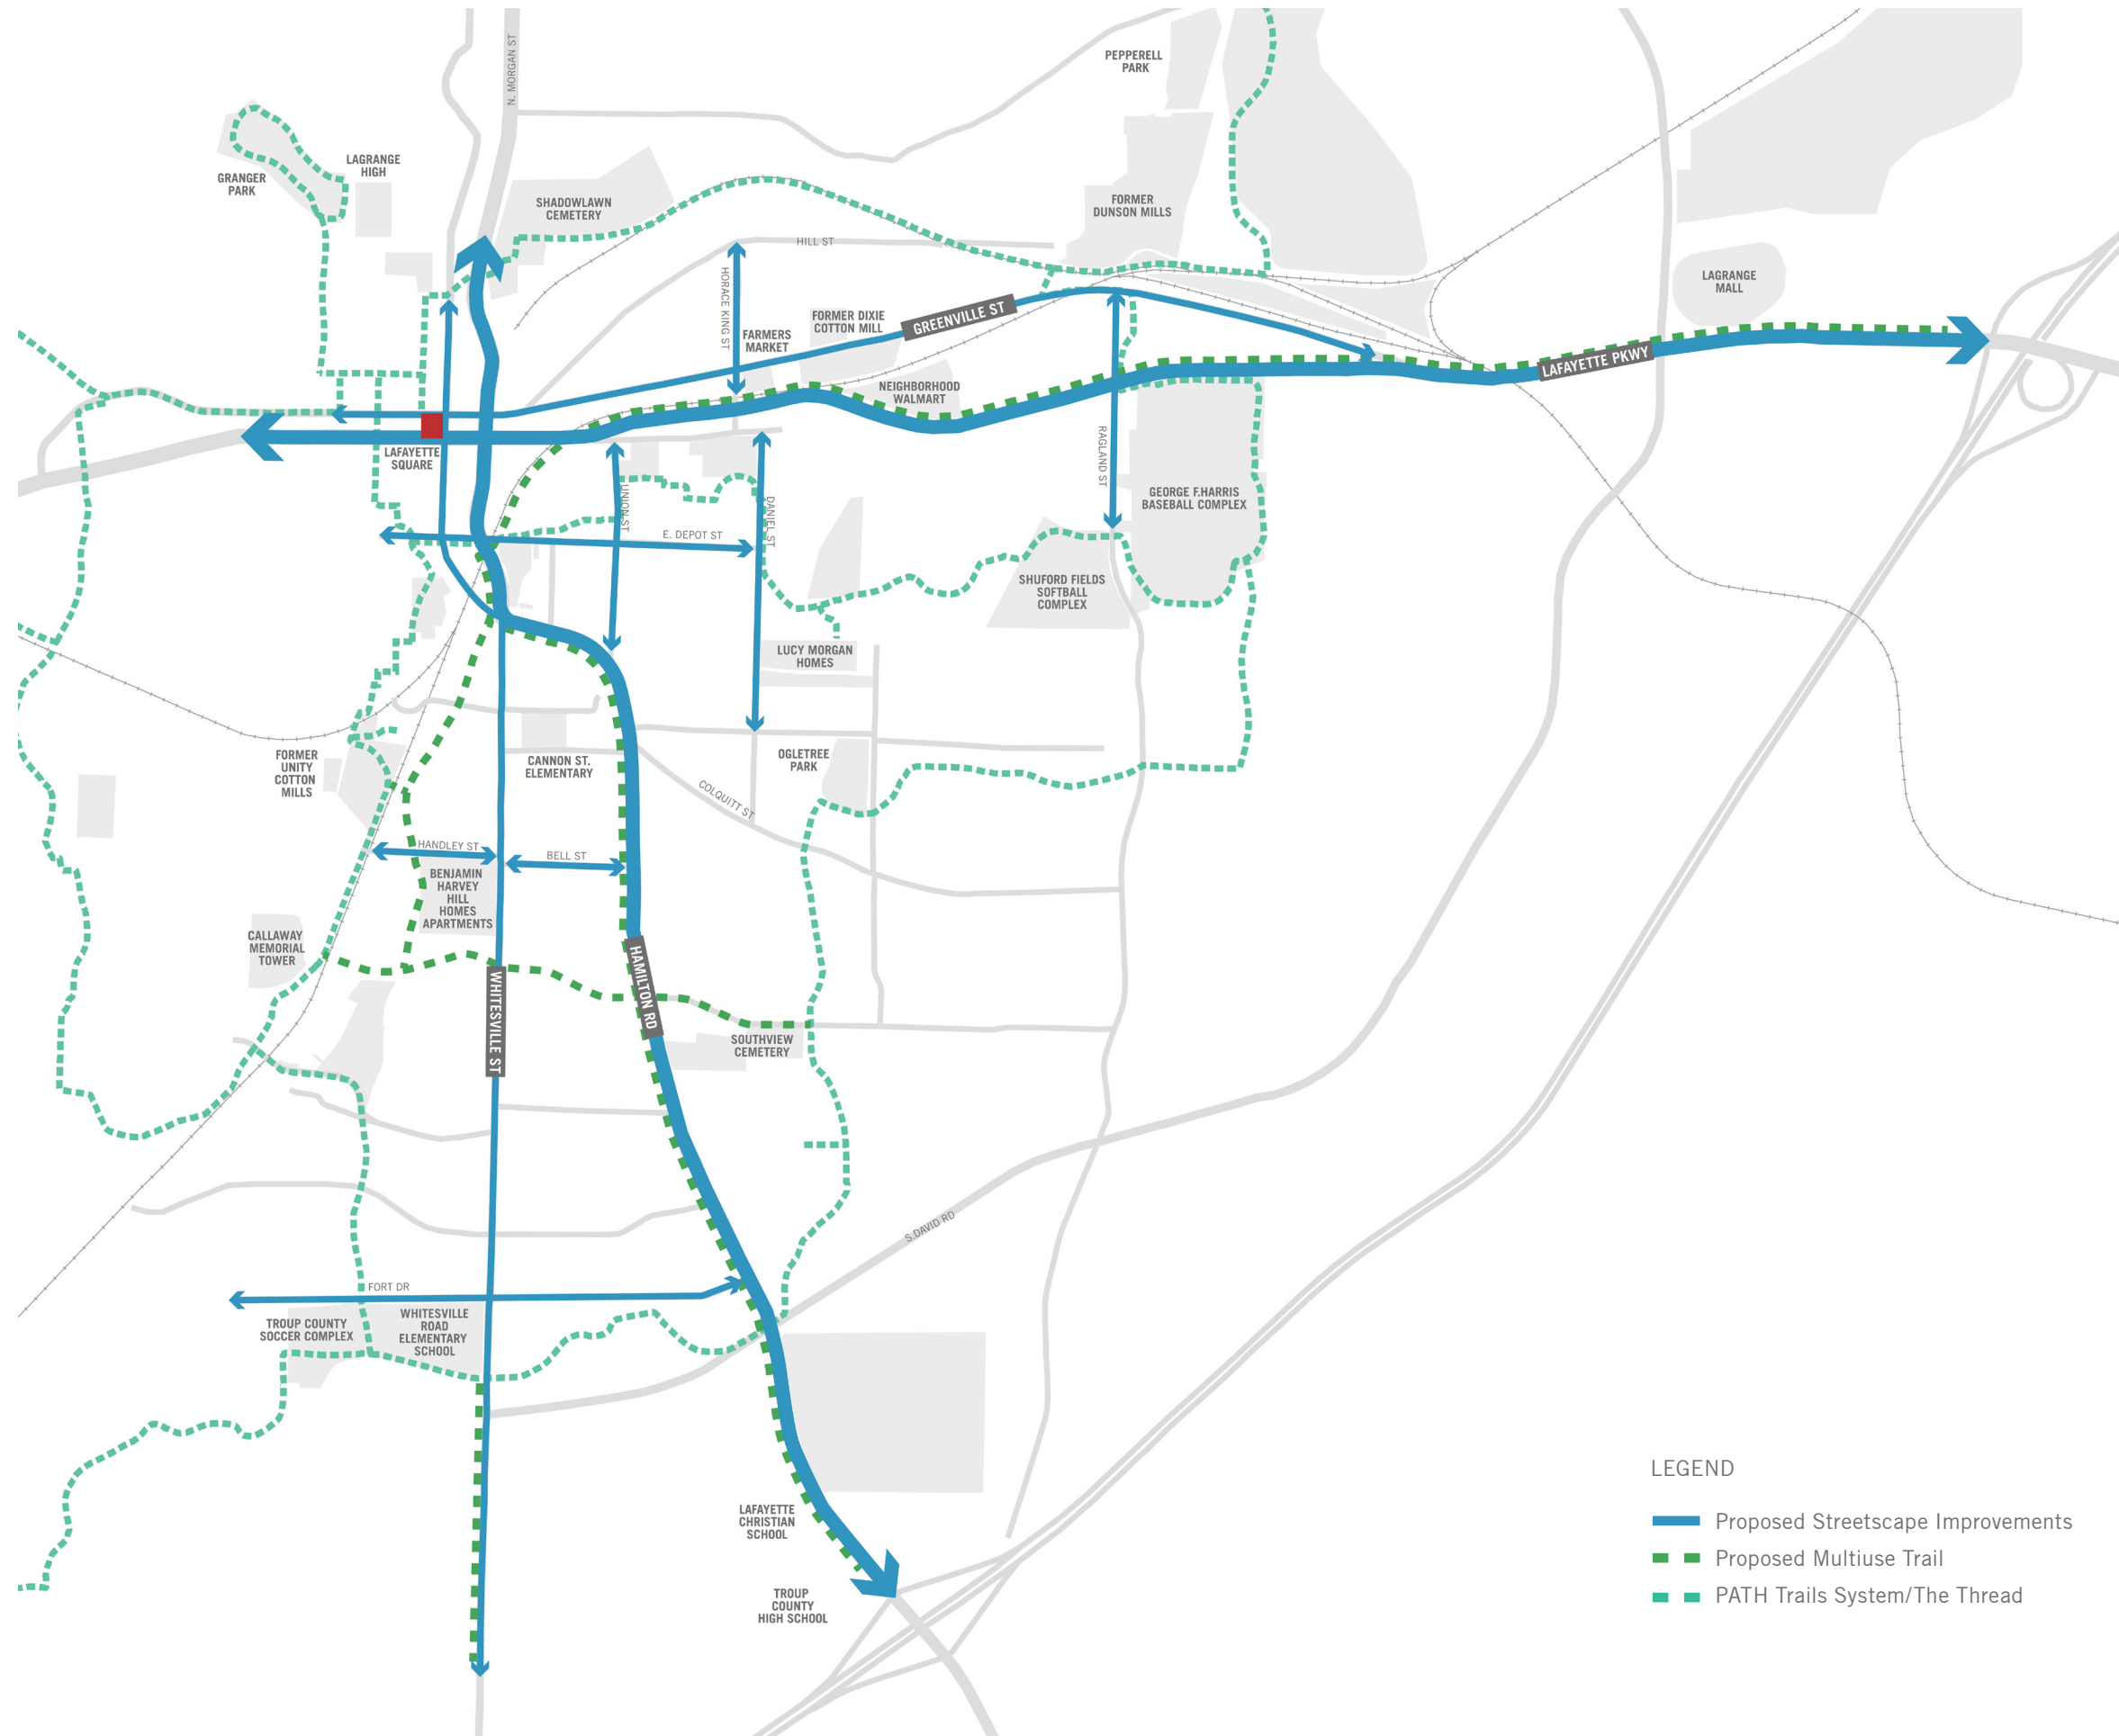 N. MORGAN ST
PEPPERELL
PARK
LAGRANGE
HIGH
GRANGER
PARK
SHADOWLAWN
CEMETERY
FORMER
DUNSON MILLS
HILL ST
HORACE KING ST
LAGRANGE
MALL
FORMER DIXIE
COTTON MILL
GREENVILLE ST
FARMERS
MARKET
LAFAYETTE PKWY
NEIGHBORHOOD
WALMART
LAFAYETTE
SQUARE
RAGLAND ST
UNION ST
DANIEL ST
GEORGE F.HARRIS
BASEBALL COMPLEX
E. DEPOT ST
SHUFORD FIELDS
SOFTBALL
COMPLEX
LUCY MORGAN
HOMES
FORMER
UNITY
COTTON
MILLS
CANNON ST.
ELEMENTARY
OGLETREE
PARK
COLQUITT ST
HANDLEY ST
BELL ST
BENJAMIN
HARVEY
HILL
HOMES
APARTMENTS
CALLAWAY
MEMORIAL
TOWER
WHITESVILLE ST
HAMILTON RD
SOUTHVIEW
CEMETERY
S.DAVID RD
FORT DR
TROUP COUNTY
SOCCER COMPLEX
WHITESVILLE
ROAD
ELEMENTARY
SCHOOL
LAFAYETTE
CHRISTIAN
SCHOOL
TROUP
COUNTY
HIGH SCHOOL
LEGEND
Proposed Streetscape Improvements
Proposed Multiuse Trail
PATH Trails System/The Thread